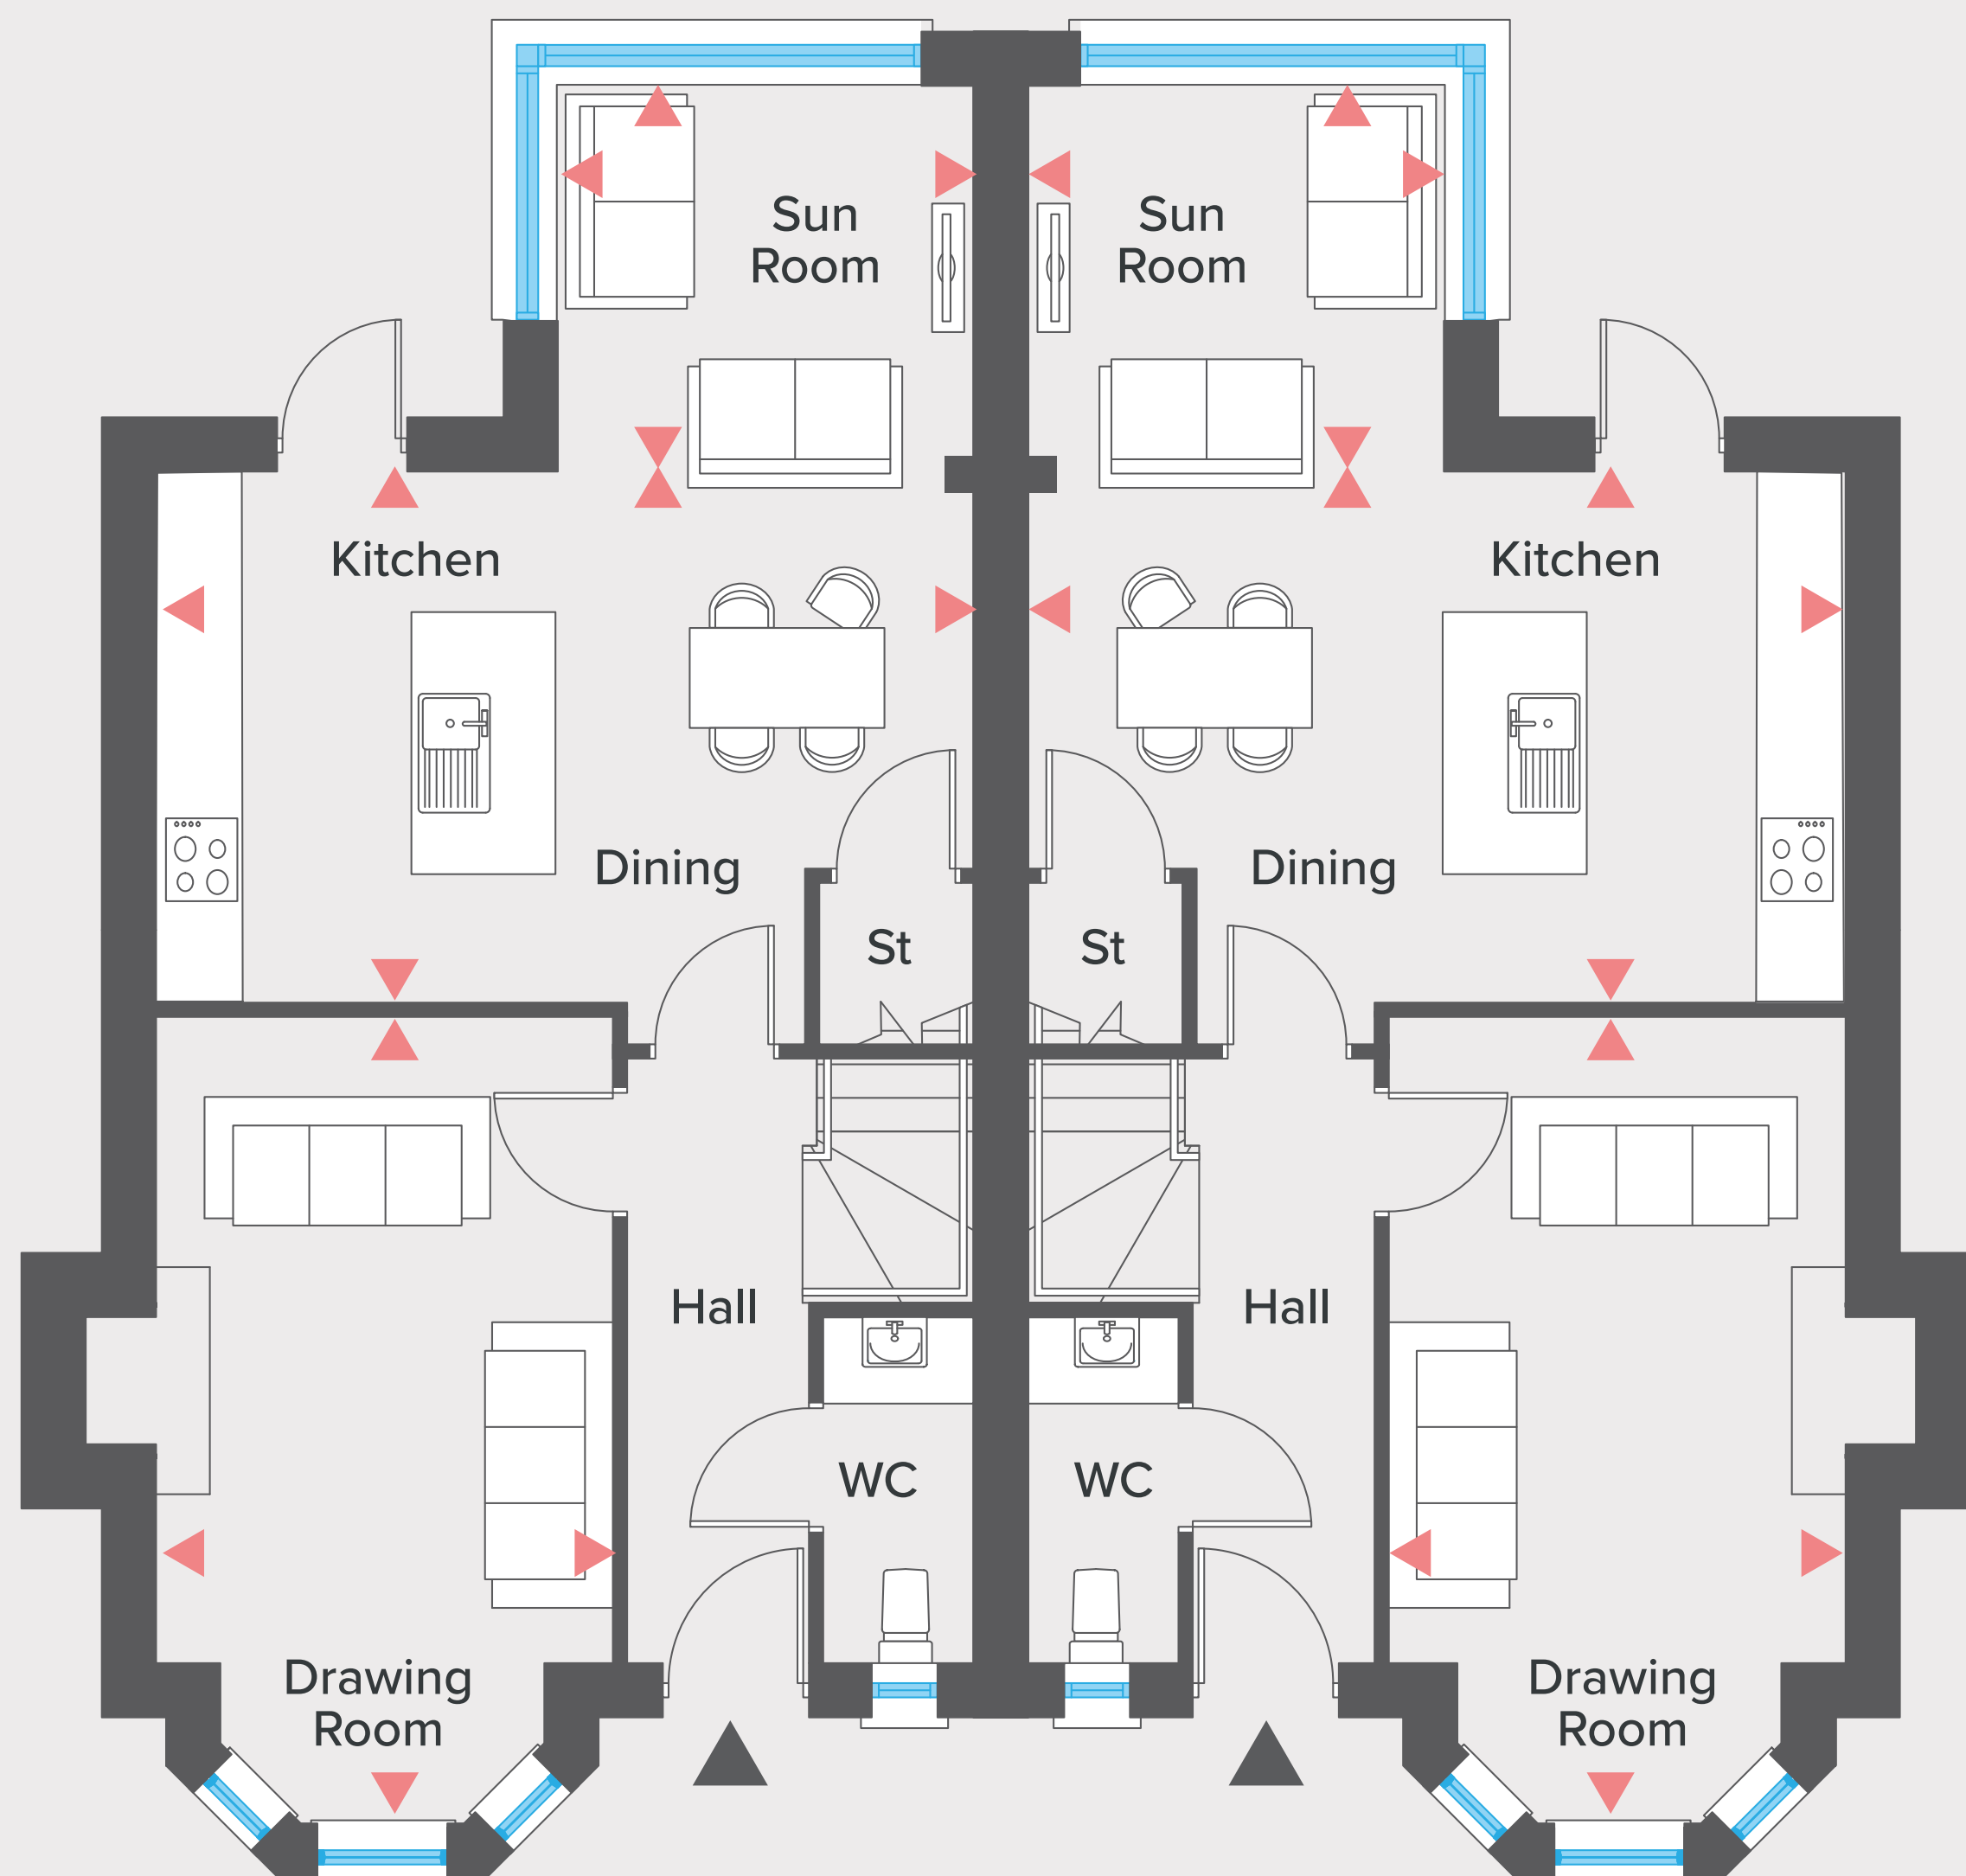 Sun
Room
Sun
Room
Kitchen
Kitchen
Dining
Dining
St
St
Hall
Hall
WC
WC
Drawing
Room
Drawing
Room